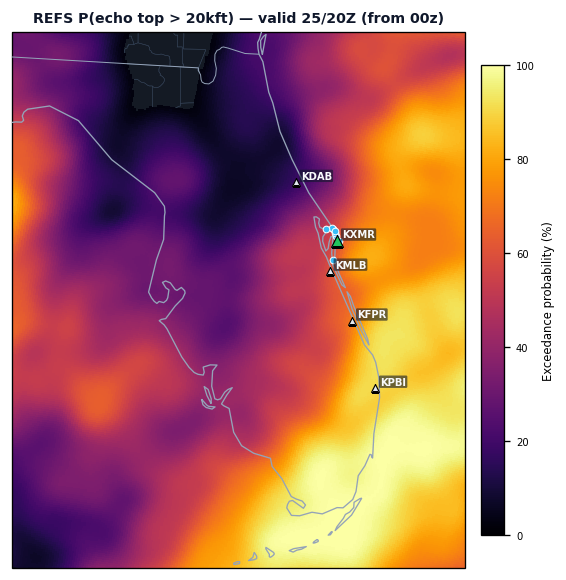 REFS P(echo top > 20kft) — valid 25/20Z (from 00z)
KDAB
KXMR
KMLB
KFPR
KPBI
100
80
60
40
20
0
Exceedance probability (%)